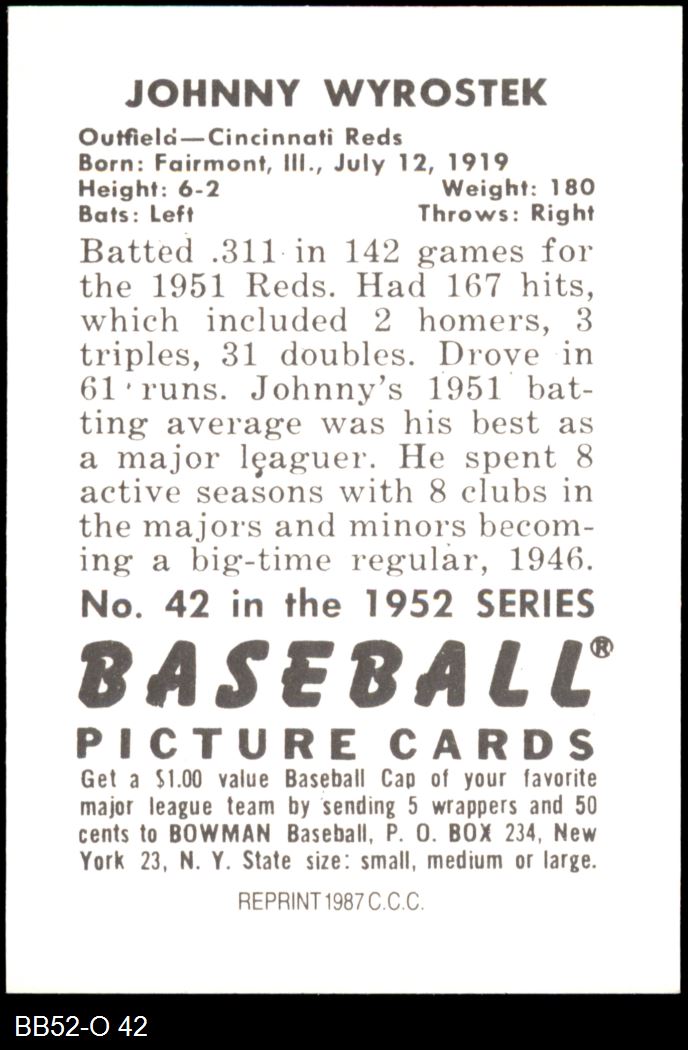 JOHNNY WYROSTEK
Outfield—Cincinnati Reds
Born: Fairmont, Ill., July 12, 1919
Height: 6-2 Weight: 180
Bats: Left Throws: Right
Batted .311 in 142 games for
the 1951 Reds. Had 167 hits,
which included 2 homers, 3
triples, 31 doubles. Drove in
61 runs. Johnny's 1951 bat-
ting average was his best as
a major leaguer. He spent 8
active seasons with 8 clubs in
the majors and minors becom-
ing a big-time regular, 1946.
No. 42 in the 1952 SERIES
BASEBALL®
PICTURE CARDS
Get a $1.00 value Baseball Cap of your favorite
major league team by sending 5 wrappers and 50
cents to BOWMAN Baseball, P. O. BOX 234, New
York 23, N. Y. State size: small, medium or large.
REPRINT 1987 C.C.C.
BB52-O 42